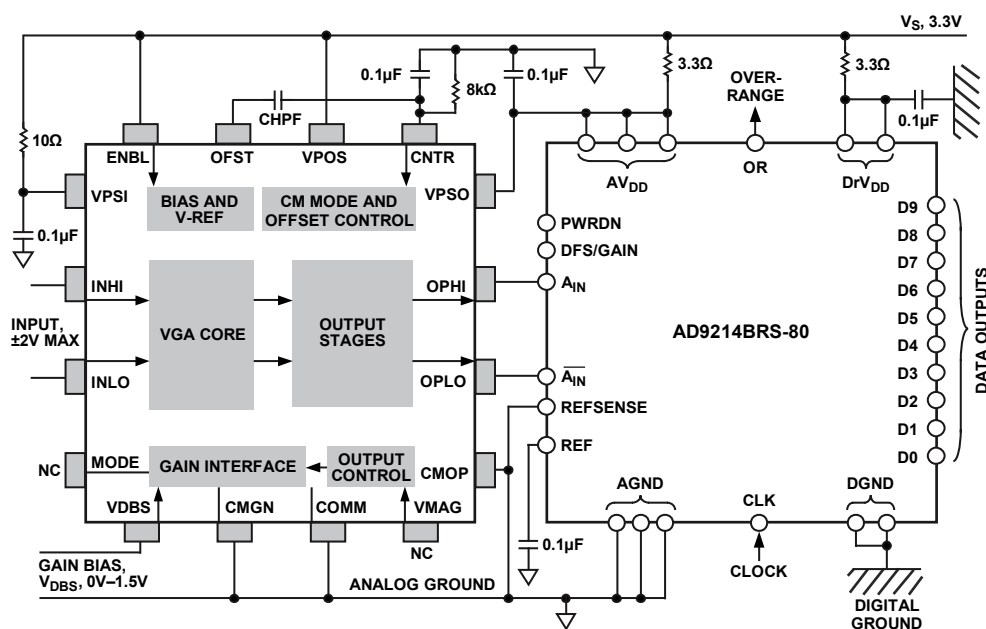 VS, 3.3V
0.1µF
8kΩ
0.1µF
3.3Ω
OVER-
RANGE
3.3Ω
0.1µF
CHPF
10Ω
ENBL
OFST
VPOS
CNTR
AVDD
OR
DrVDD
VPSI
BIAS AND
V-REF
CM MODE AND
OFFSET CONTROL
VPSO
0.1µF
PWRDN
DFS/GAIN
INHI
OPHI
AIN
INPUT,
±2V MAX
VGA CORE
OUTPUT
STAGES
AD9214BRS-80
INLO
OPLO
AIN
REFSENSE
REF
D9
D8
D7
D6
D5
D4
D3
D2
D1
D0
DATA OUTPUTS
NC
MODE
GAIN INTERFACE
OUTPUT
CONTROL
CMOP
VDBS
CMGN
COMM
VMAG
NC
AGND
CLK
DGND
0.1µF
GAIN BIAS,
VDBS, 0V–1.5V
ANALOG GROUND
CLOCK
DIGITAL
GROUND